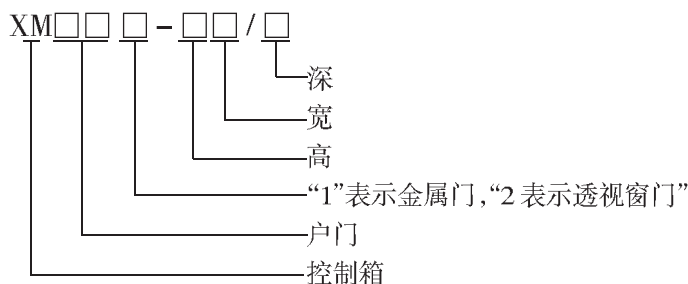 XM□□ □-□□/□
深
宽
高
“1”表示金属门,“2 表示透视窗门”
户门
控制箱